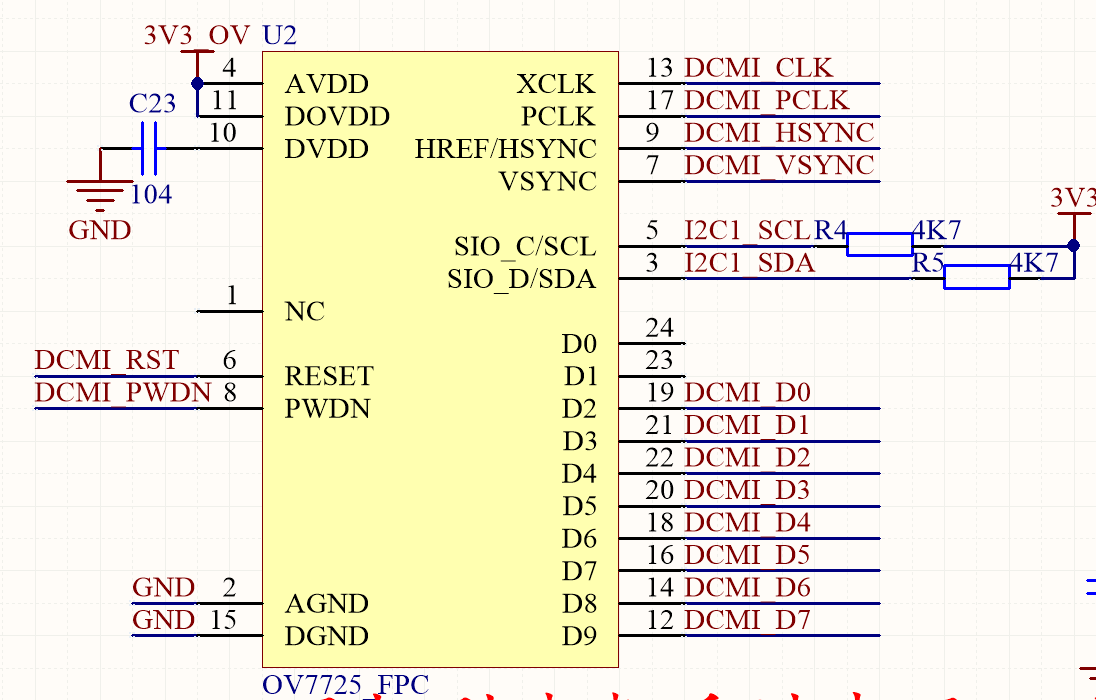 3V3_OV U2
4 AVDD XCLK 13 DCMI_CLK
11 DOVDD PCLK 17 DCMI_PCLK
C23
10 DVDD HREF/HSYNC 9 DCMI_HSYNC
VSYNC 7 DCMI_VSYNC
104
GND
3V3
SIO_C/SCL 5 I2C1_SCL R4 4K7
SIO_D/SDA 3 I2C1_SDA R5 4K7
1 NC
D0 24
DCMI_RST 6 RESET D1 23
DCMI_PWDN 8 PWDN D2 19 DCMI_D0
D3 21 DCMI_D1
D4 22 DCMI_D2
D5 20 DCMI_D3
D6 18 DCMI_D4
D7 16 DCMI_D5
GND 2 AGND D8 14 DCMI_D6
GND 15 DGND D9 12 DCMI_D7
OV7725_FPC